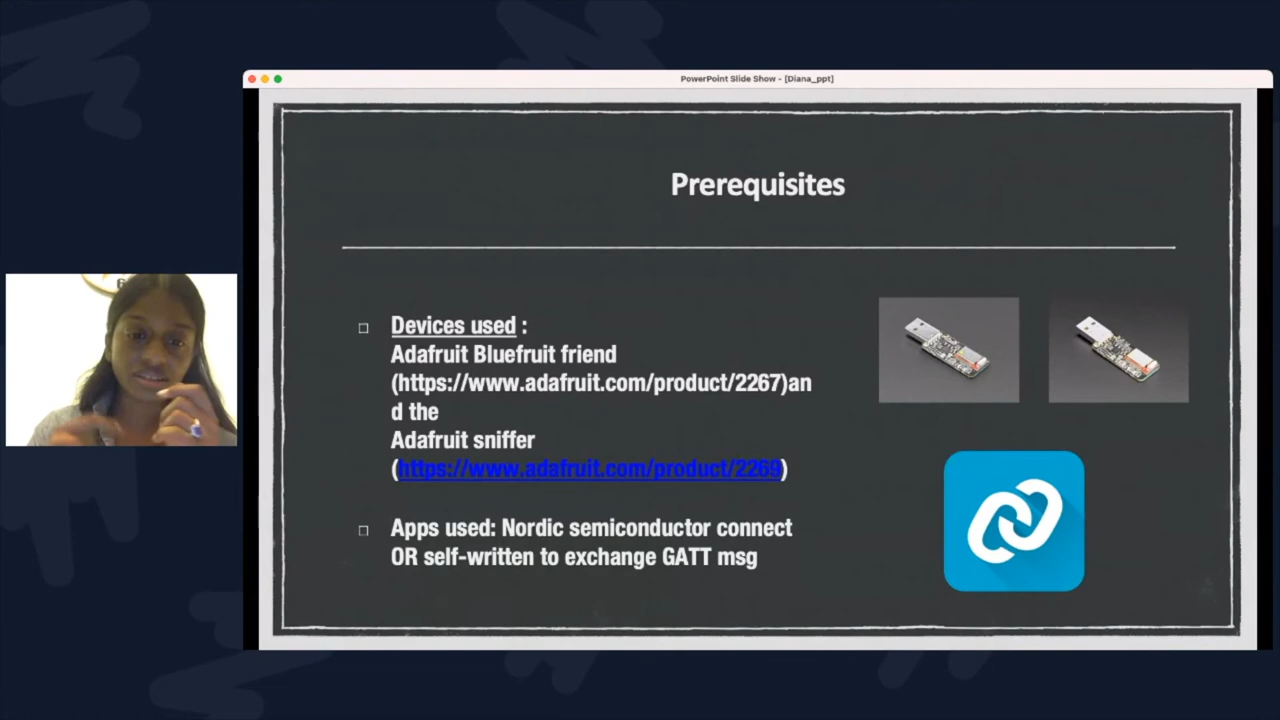 PowerPoint Slide Show - [Diana_ppt]
Prerequisites
Devices used :
Adafruit Bluefruit friend
(https://www.adafruit.com/product/2267)an
d the
Adafruit sniffer
(https://www.adafruit.com/product/2269)
Apps used: Nordic semiconductor connect
OR self-written to exchange GATT msg
6